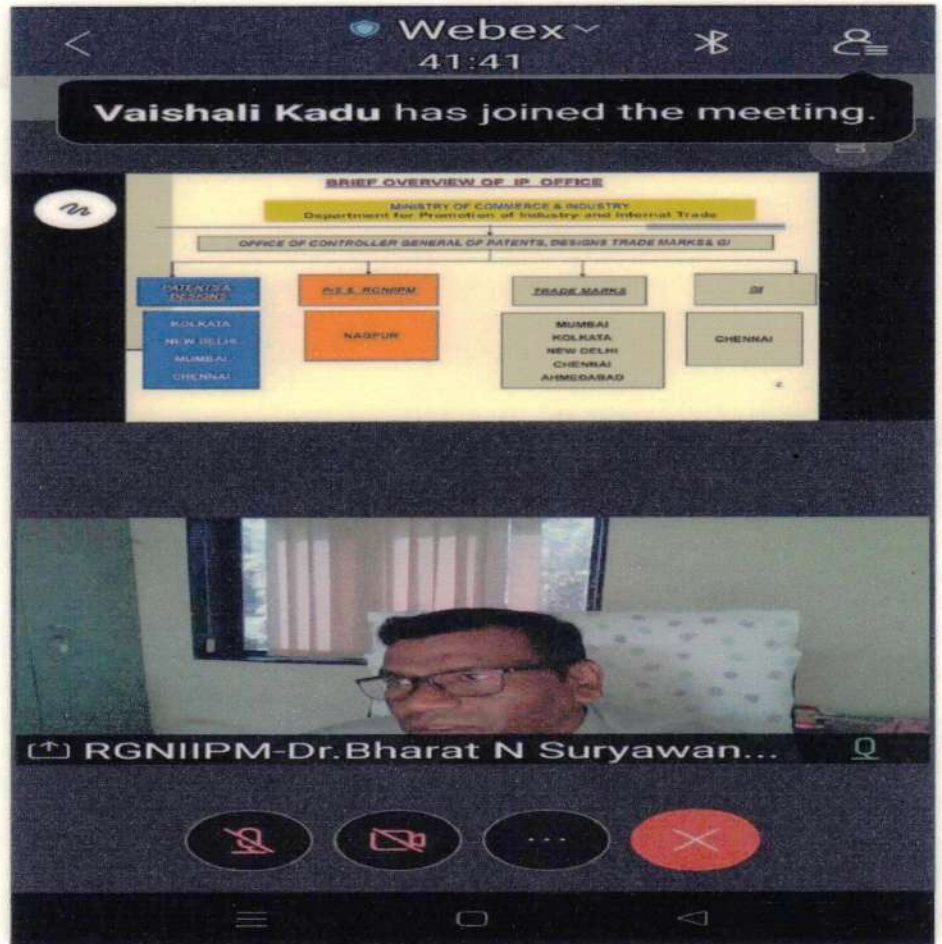 Webex
41:41
Vaishali Kadu has joined the meeting.
BRIEF OVERVIEW OF IP OFFICE
MINISTRY OF COMMERCE & INDUSTRY
Department for Promotion of Industry and Internal Trade
OFFICE OF CONTROLLER GENERAL OF PATENTS, DESIGNS TRADE MARKS & GI
PATENTS &
DESIGNS
KOLKATA
NEW DELHI
MUMBAI
CHENNAI
PIS & RGNIIPM
NAGPUR
TRADE MARKS
MUMBAI
KOLKATA
NEW DELHI
CHENNAI
AHMEDABAD
GI
CHENNAI
2
RGNIIPM-Dr.Bharat N Suryawan...